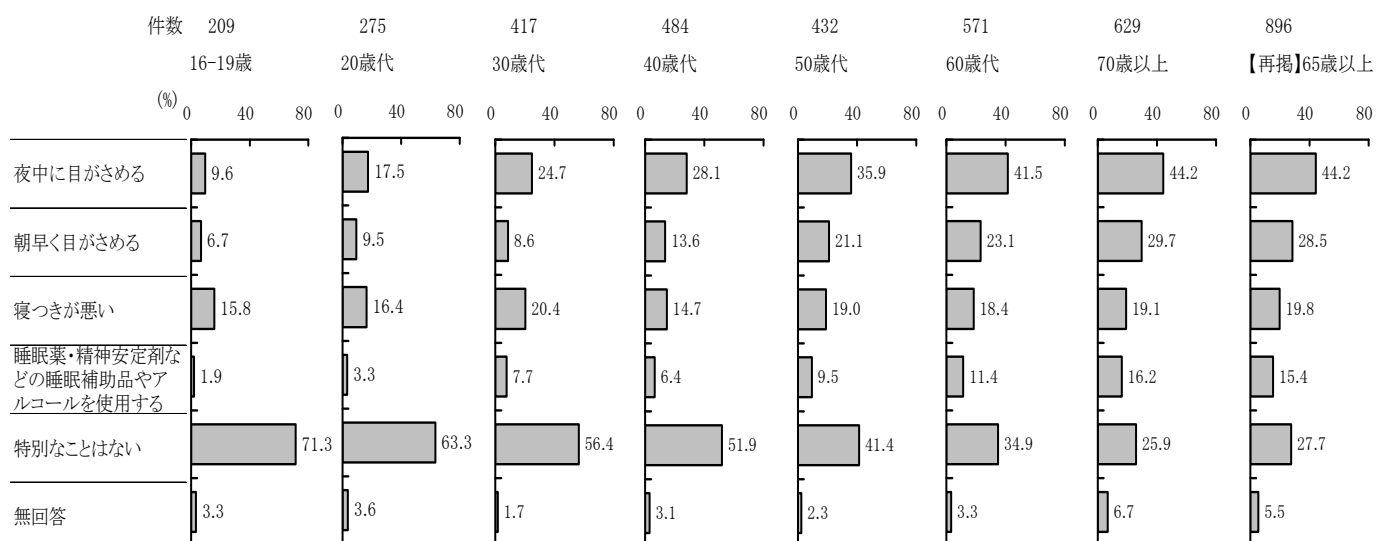 件数 209 275 417 484 432 571 629 896
16-19歳 20歳代 30歳代 40歳代 50歳代 60歳代 70歳以上 【再掲】65歳以上
(%) 0 40 80 0 40 80 0 40 80 0 40 80 0 40 80 0 40 80 0 40 80 0 40 80
夜中に目がさめる 9.6 17.5 24.7 28.1 35.9 41.5 44.2 44.2
朝早く目がさめる 6.7 9.5 8.6 13.6 21.1 23.1 29.7 28.5
寝つきが悪い 15.8 16.4 20.4 14.7 19.0 18.4 19.1 19.8
睡眠薬・精神安定剤な
どの睡眠補助品やア
ルコールを使用する
1.9 3.3 7.7 6.4 9.5 11.4 16.2 15.4
特別なことはない 71.3 63.3 56.4 51.9 41.4 34.9 25.9 27.7
無回答 3.3 3.6 1.7 3.1 2.3 3.3 6.7 5.5